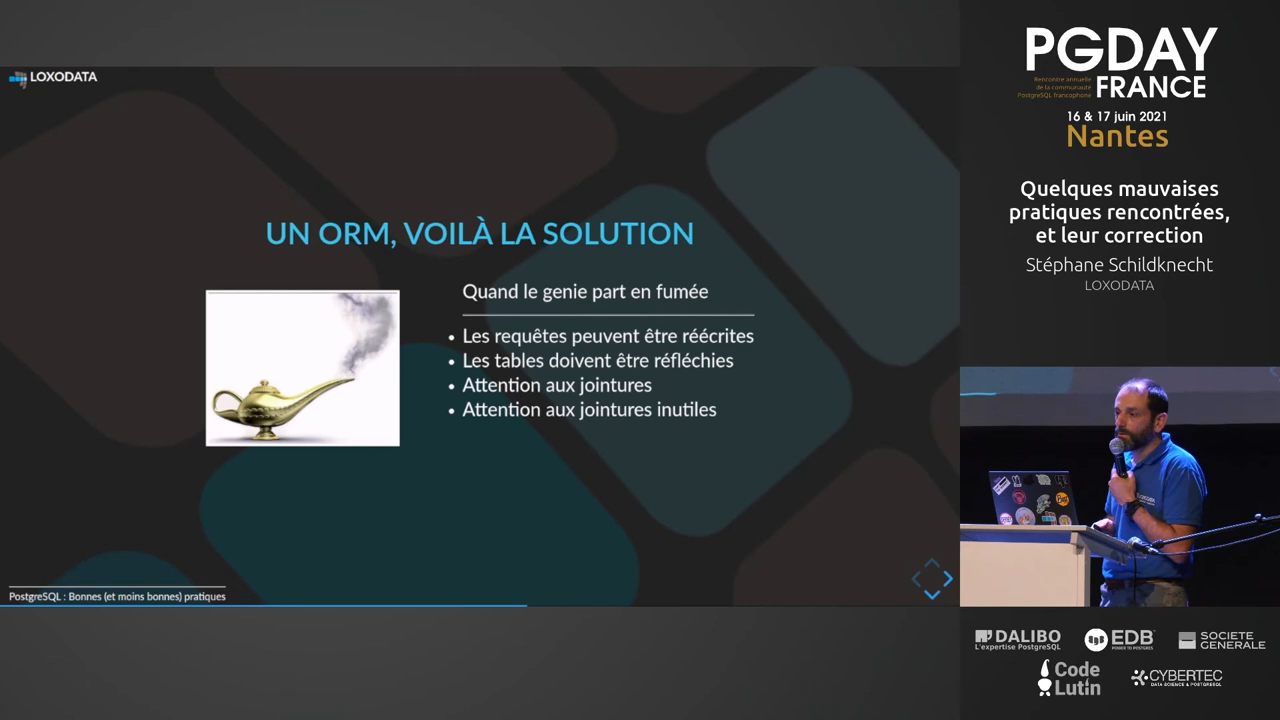 LOXODATA
UN ORM, VOILÀ LA SOLUTION
Quand le genie part en fumée
Les requêtes peuvent être réécrites
Les tables doivent être réfléchies
Attention aux jointures
Attention aux jointures inutiles
PostgreSQL : Bonnes (et moins bonnes) pratiques
PGDAY
Rencontre annuelle
de la communauté
PostgreSQL francophone
FRANCE
16 & 17 juin 2021
Nantes
Quelques mauvaises
pratiques rencontrées,
et leur correction
Stéphane Schildknecht
LOXODATA
DALIBO
L'expertise PostgreSQL
EDB
POWER TO POSTGRES
SOCIETE
GENERALE
Code
Lutin
CYBERTEC
DATA SCIENCE & POSTGRESQL